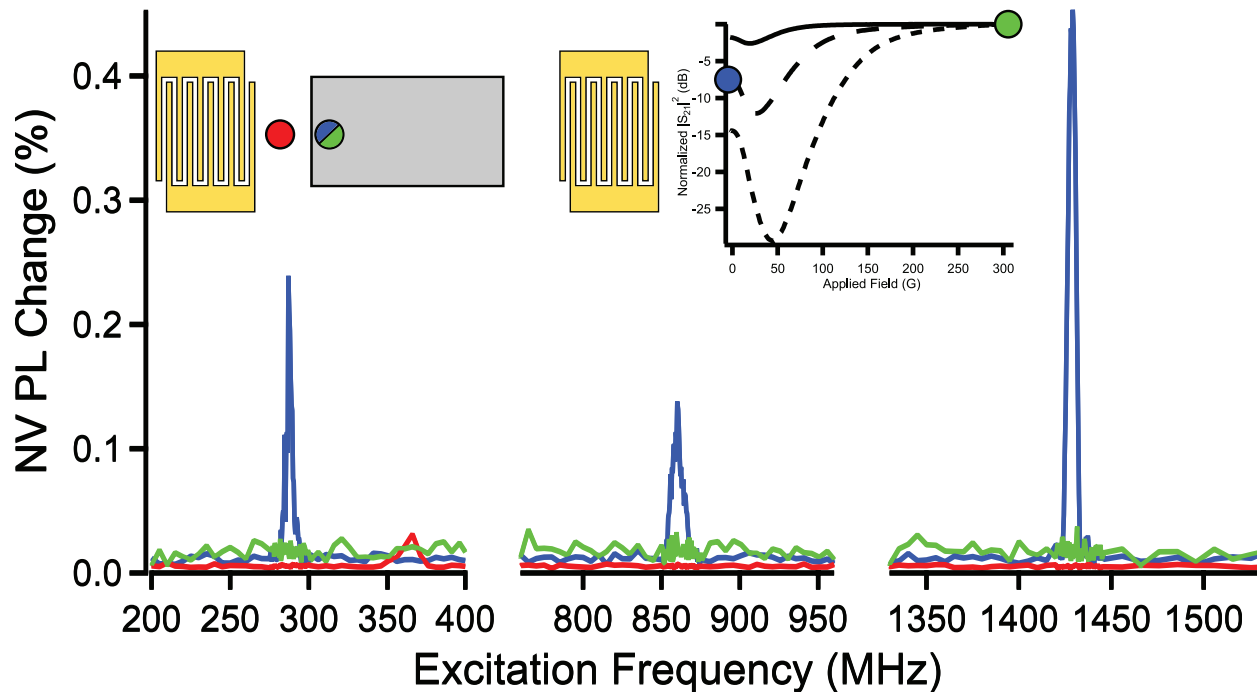 NV PL Change (%)
0.4
0.3
0.2
0.1
0.0
200 250 300 350 400 800 850 900 950 1350 1400 1450 1500
Excitation Frequency (MHz)
Normalized |S21|² (dB)
-5
-10
-15
-20
-25
0 50 100 150 200 250 300
Applied Field (G)